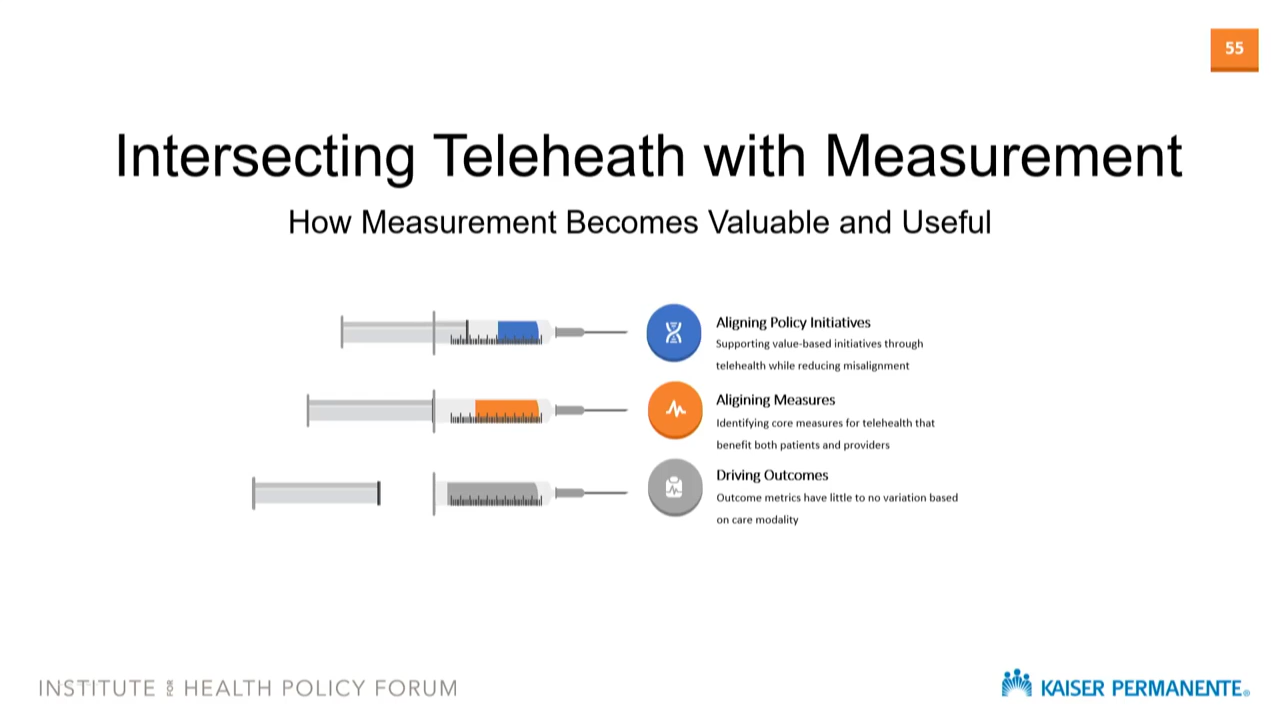 55
Intersecting Teleheath with Measurement
How Measurement Becomes Valuable and Useful
Aligning Policy Initiatives
Supporting value-based initiatives through
telehealth while reducing misalignment
Aligining Measures
Identifying core measures for telehealth that
benefit both patients and providers
Driving Outcomes
Outcome metrics have little to no variation based
on care modality
INSTITUTE FOR HEALTH POLICY FORUM
KAISER PERMANENTE®